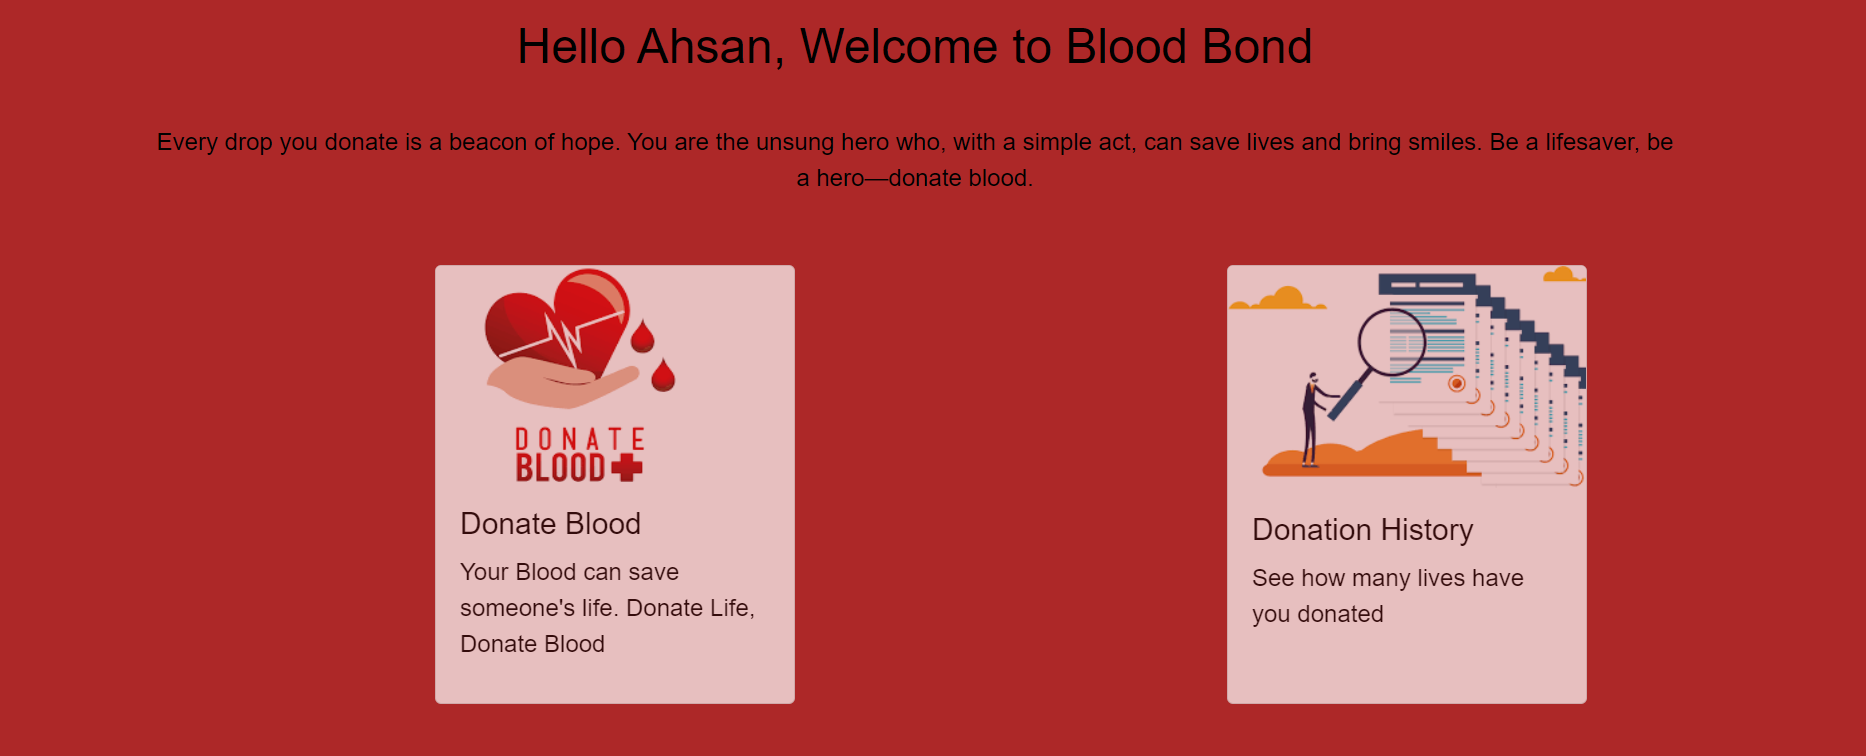 Hello Ahsan, Welcome to Blood Bond
Every drop you donate is a beacon of hope. You are the unsung hero who, with a simple act, can save lives and bring smiles. Be a lifesaver, be
a hero—donate blood.
DONATE
BLOOD
Donate Blood
Your Blood can save
someone's life. Donate Life,
Donate Blood
Donation History
See how many lives have
you donated